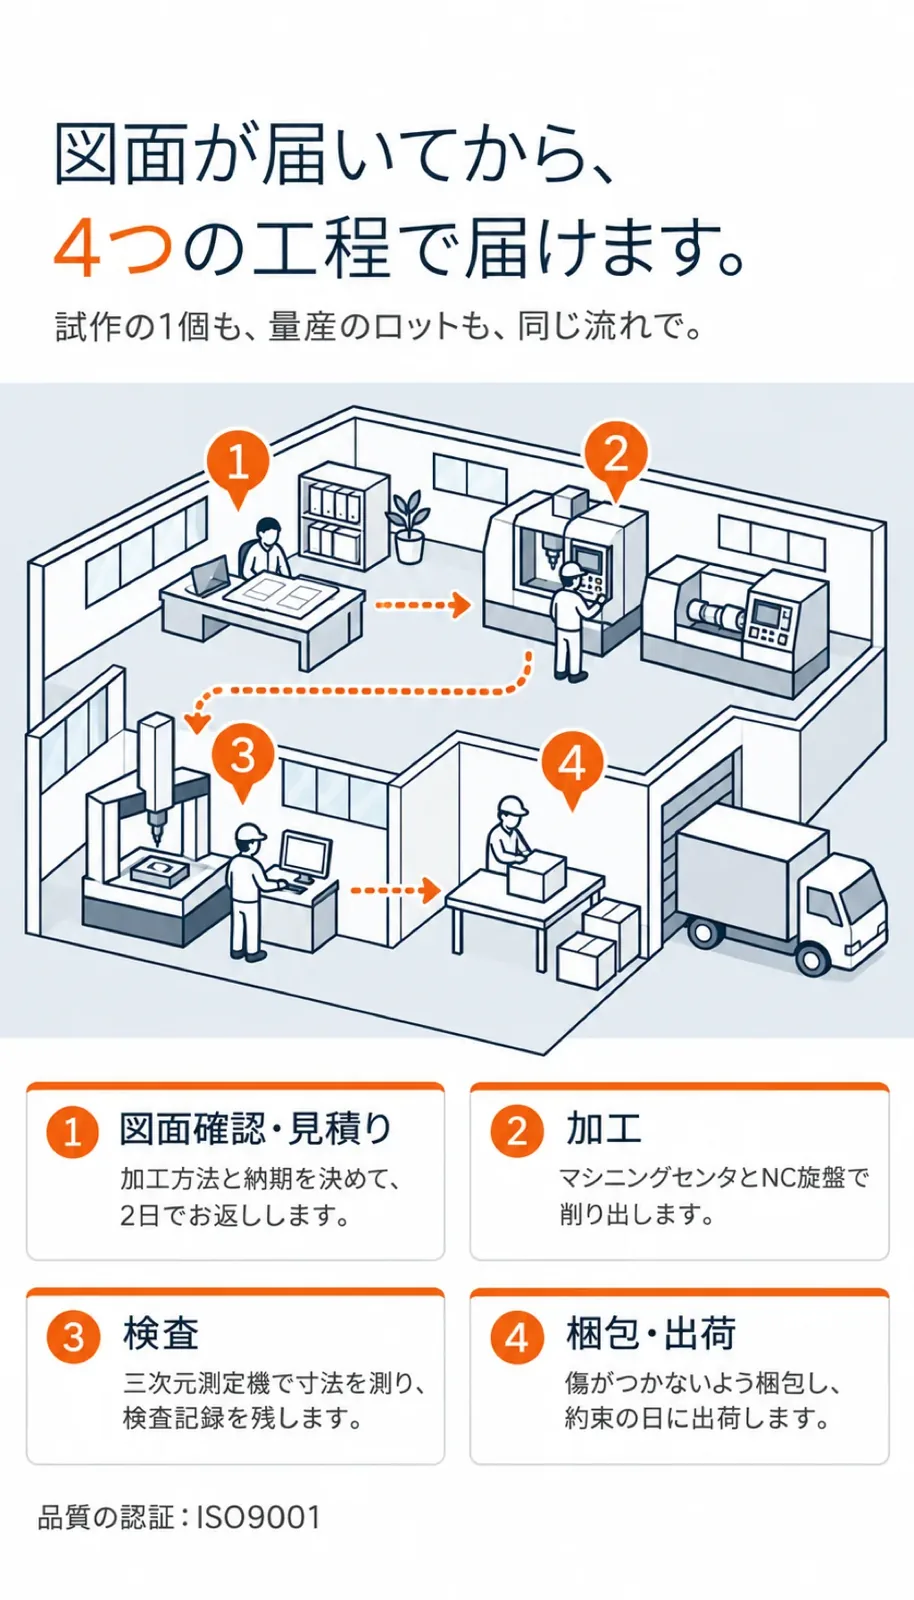 図面が届いてから、
4つの工程で届けます。
試作の1個も、量産のロットも、同じ流れで。
1
2
3
4
1 図面確認・見積り
加工方法と納期を決めて、
2日でお返しします。
2 加工
マシニングセンタとNC旋盤で
削り出します。
3 検査
三次元測定機で寸法を測り、
検査記録を残します。
4 梱包・出荷
傷がつかないよう梱包し、
約束の日に出荷します。
品質の認証：ISO9001